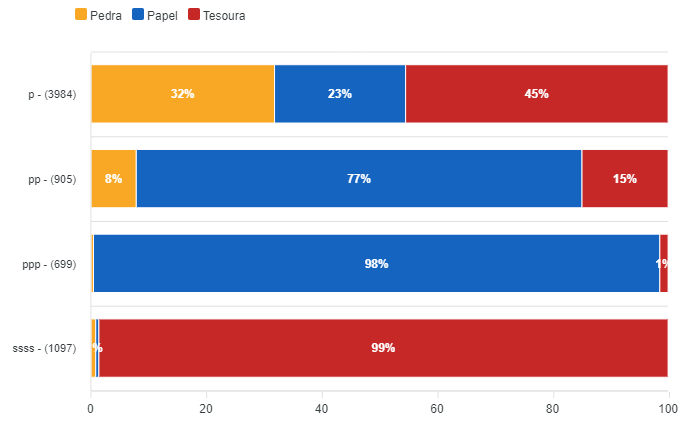 Pedra Papel Tesoura
p - (3984) 32% 23% 45%
pp - (905) 8% 77% 15%
ppp - (699) 98% 1%
ssss - (1097) % 99%
0 20 40 60 80 100